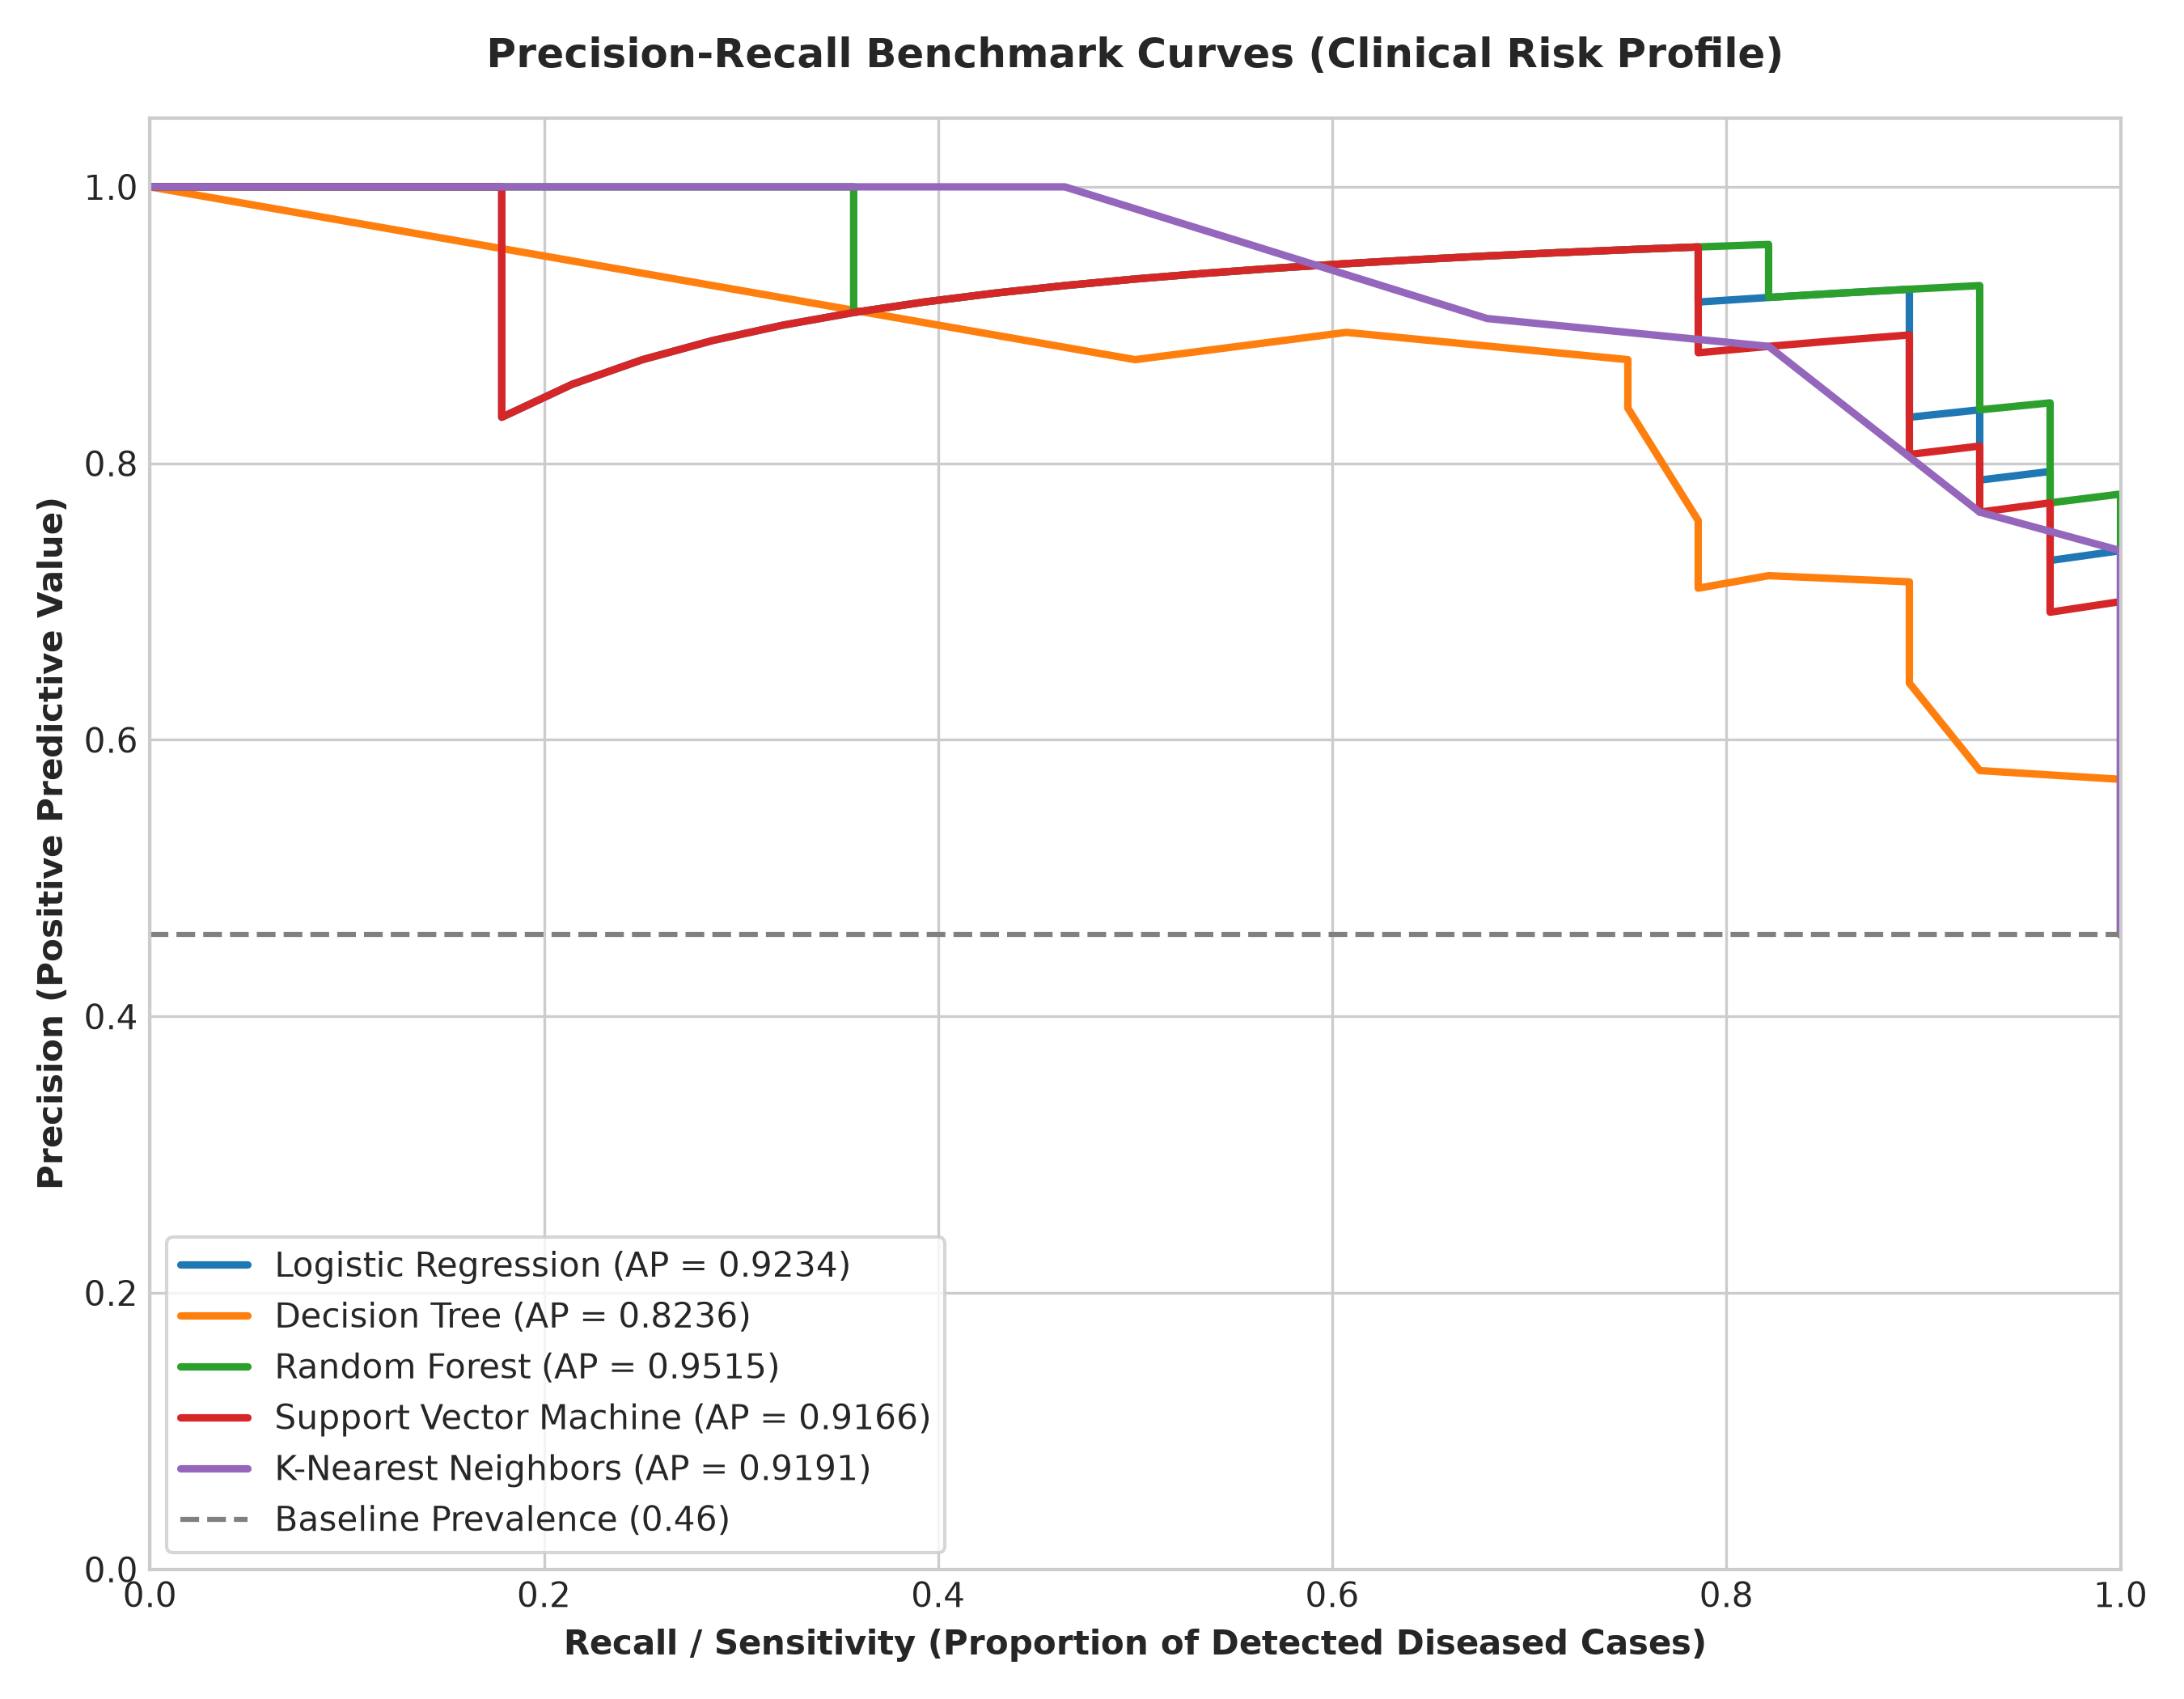 Precision-Recall Benchmark Curves (Clinical Risk Profile)
Precision (Positive Predictive Value)
1.0
0.8
0.6
0.4
0.2
0.0
Logistic Regression (AP = 0.9234)
Decision Tree (AP = 0.8236)
Random Forest (AP = 0.9515)
Support Vector Machine (AP = 0.9166)
K-Nearest Neighbors (AP = 0.9191)
Baseline Prevalence (0.46)
0.0 0.2 0.4 0.6 0.8 1.0
Recall / Sensitivity (Proportion of Detected Diseased Cases)